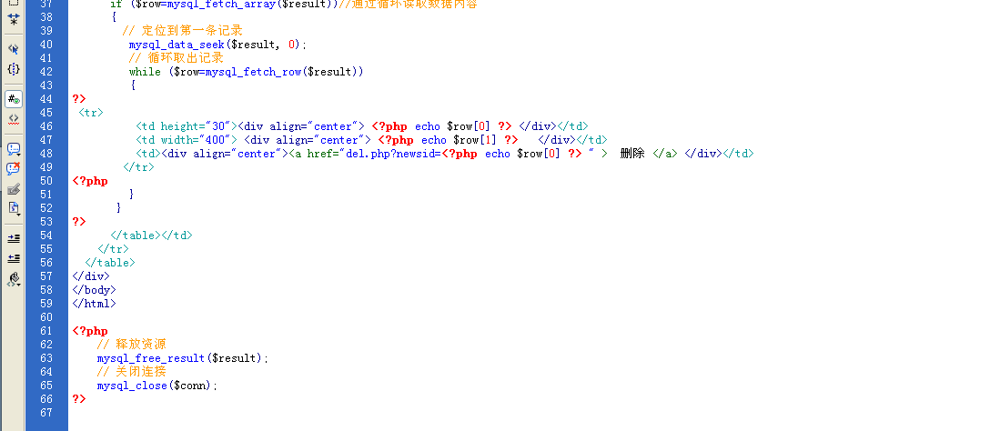 37 if ($row=mysql_fetch_array($result))//通过循环读取数据内容
38 {
39 // 定位到第一条记录
40 mysql_data_seek($result, 0);
41 // 循环取出记录
42 while ($row=mysql_fetch_row($result))
43 {
44 ?>
45 <tr>
46 <td height="30"><div align="center"> <?php echo $row[0] ?> </div></td>
47 <td width="400"> <div align="center"> <?php echo $row[1] ?> </div></td>
48 <td><div align="center"><a href="del.php?newsid=<?php echo $row[0] ?> " > 删除 </a> </div></td>
49 </tr>
50 <?php
51 }
52 }
53 ?>
54 </table></td>
55 </tr>
56 </table>
57 </div>
58 </body>
59 </html>
60
61 <?php
62 // 释放资源
63 mysql_free_result($result);
64 // 关闭连接
65 mysql_close($conn);
66 ?>
67